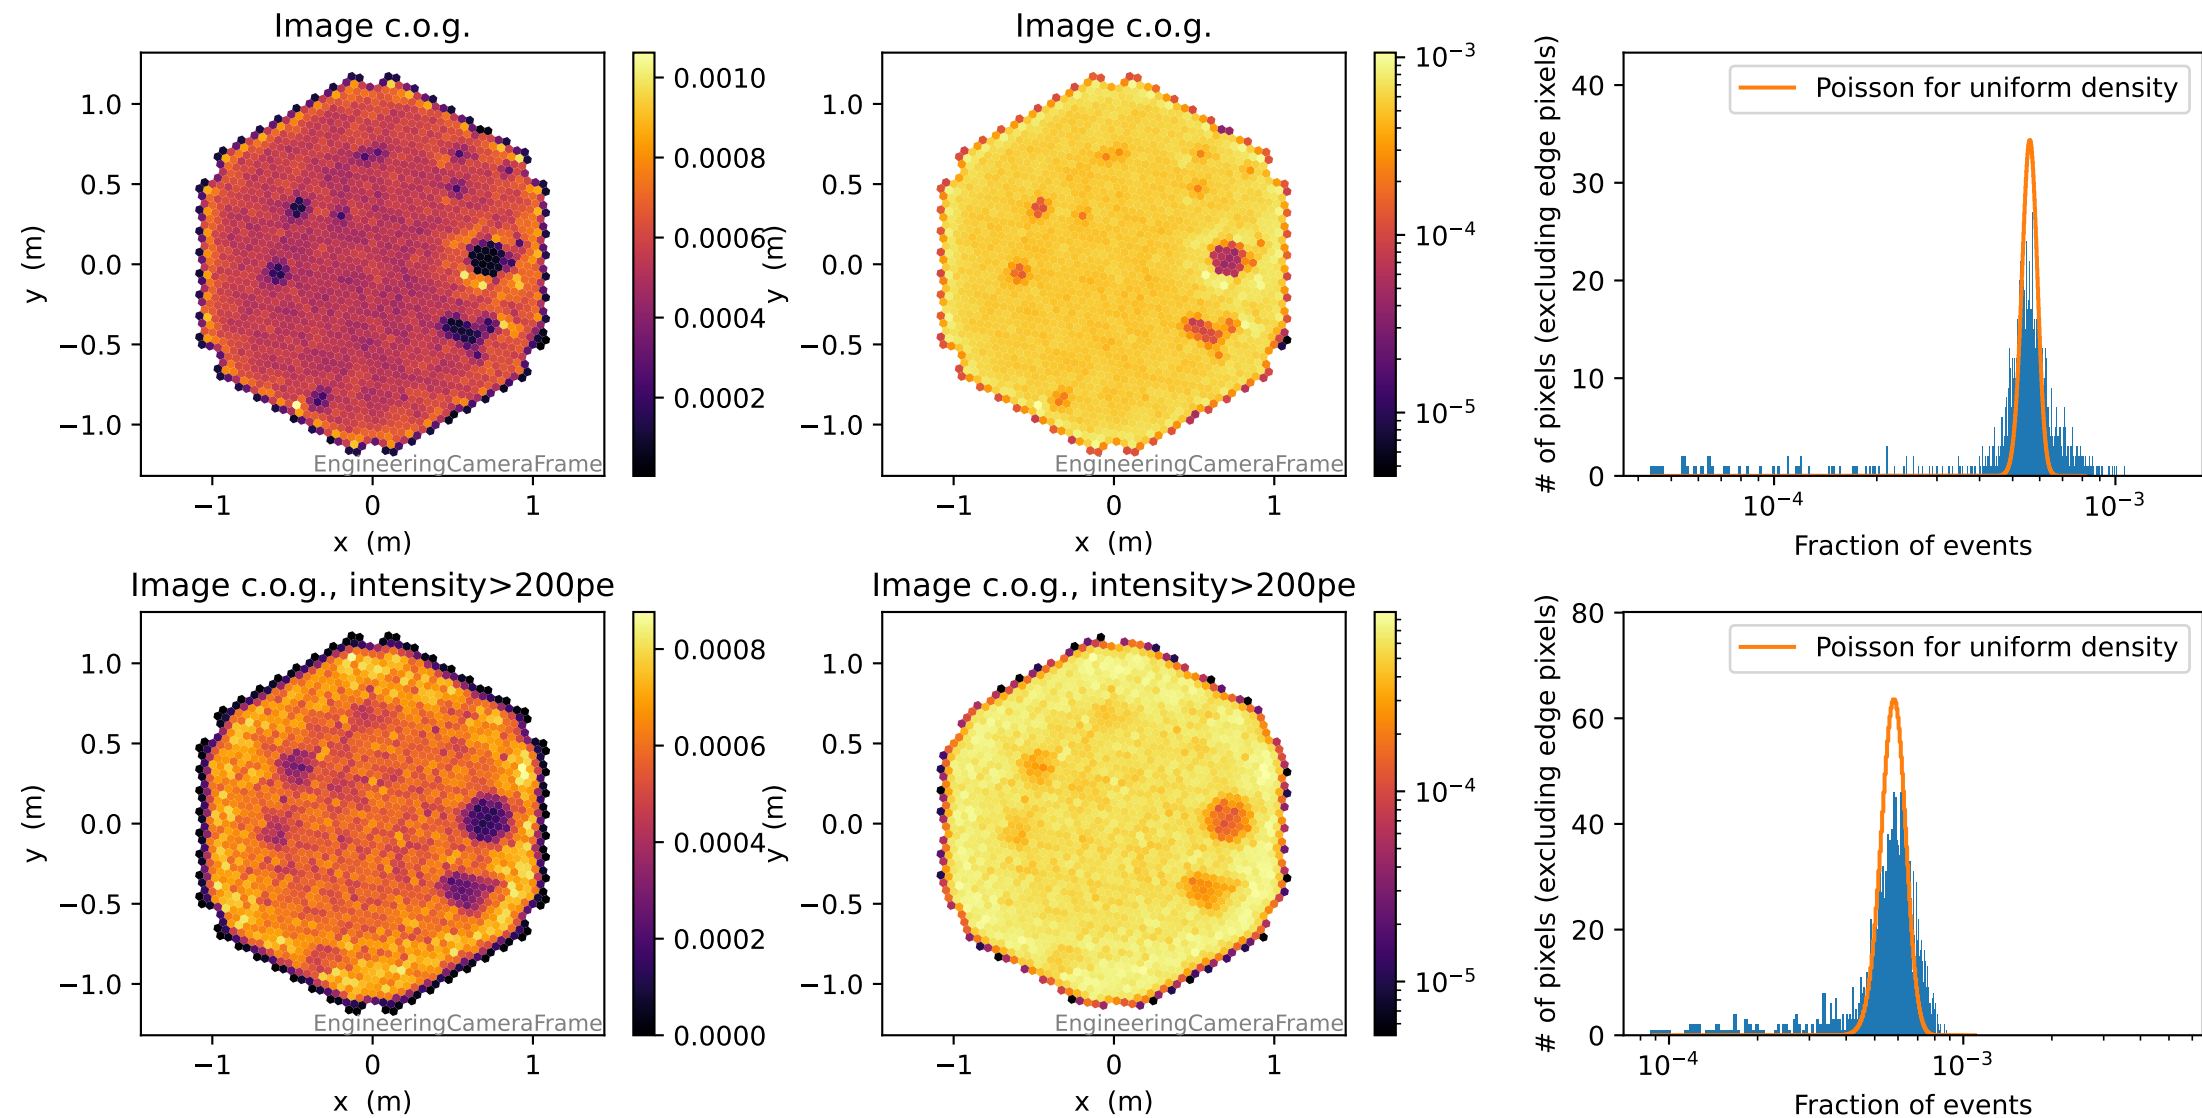 Image c.o.g.
1.0
0.5
0.0
−0.5
−1.0
y (m)
−1
0
1
x (m)
EngineeringCameraFrame
0.0010
0.0008
0.0006
0.0004
0.0002
Image c.o.g.
1.0
0.5
0.0
−0.5
−1.0
y (m)
−1
0
1
x (m)
EngineeringCameraFrame
10⁻³
10⁻⁴
10⁻⁵
# of pixels (excluding edge pixels)
40
30
20
10
0
Poisson for uniform density
10⁻⁴
10⁻³
Fraction of events
Image c.o.g., intensity>200pe
1.0
0.5
0.0
−0.5
−1.0
y (m)
−1
0
1
x (m)
EngineeringCameraFrame
0.0008
0.0006
0.0004
0.0002
0.0000
Image c.o.g., intensity>200pe
1.0
0.5
0.0
−0.5
−1.0
y (m)
−1
0
1
x (m)
EngineeringCameraFrame
10⁻⁴
10⁻⁵
# of pixels (excluding edge pixels)
80
60
40
20
0
Poisson for uniform density
10⁻⁴
10⁻³
Fraction of events